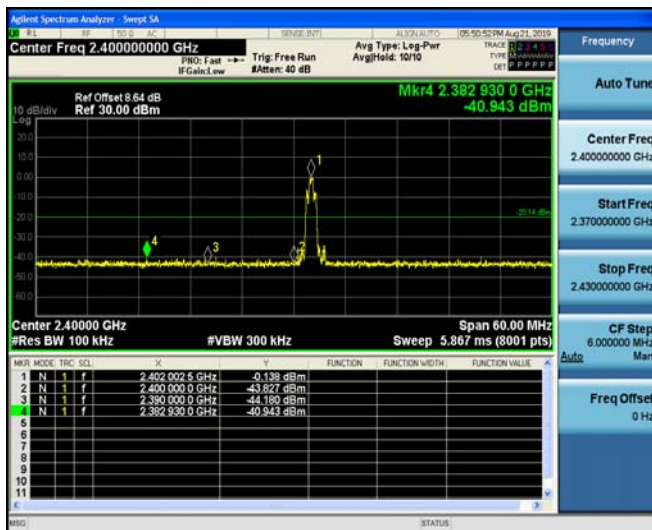 Agilent Spectrum Analyzer - Swept SA
RL RF 50 Ω AC SENSE:INT ALIGN AUTO 05:50:52 PM Aug 21, 2019
Center Freq 2.400000000 GHz
PNO: Fast Trig: Free Run Avg Type: Log-Pwr TRACE 1 2 3 4 5 6
IFGain:Low #Atten: 40 dB Avg|Hold: 10/10 TYPE
DET P P P P P P
Mkr4 2.382 930 0 GHz
-40.943 dBm
Ref Offset 8.64 dB
10 dB/div Ref 30.00 dBm
Log
20.0
10.0
0.00
-10.0
-20.0
-30.0
-40.0
-50.0
-60.0
1
2
3
4
-20.14 dBm
Center 2.40000 GHz Span 60.00 MHz
#Res BW 100 kHz #VBW 300 kHz Sweep 5.867 ms (8001 pts)
MKR MODE TRC SCL X Y FUNCTION FUNCTION WIDTH FUNCTION VALUE
1 N 1 f 2.402 002 5 GHz -0.138 dBm
2 N 1 f 2.400 000 0 GHz -43.827 dBm
3 N 1 f 2.390 000 0 GHz -44.180 dBm
4 N 1 f 2.382 930 0 GHz -40.943 dBm
5
6
7
8
9
10
11
MSG STATUS
Frequency
Auto Tune
Center Freq
2.400000000 GHz
Start Freq
2.370000000 GHz
Stop Freq
2.430000000 GHz
CF Step
6.000000 MHz
Auto Man
Freq Offset
0 Hz